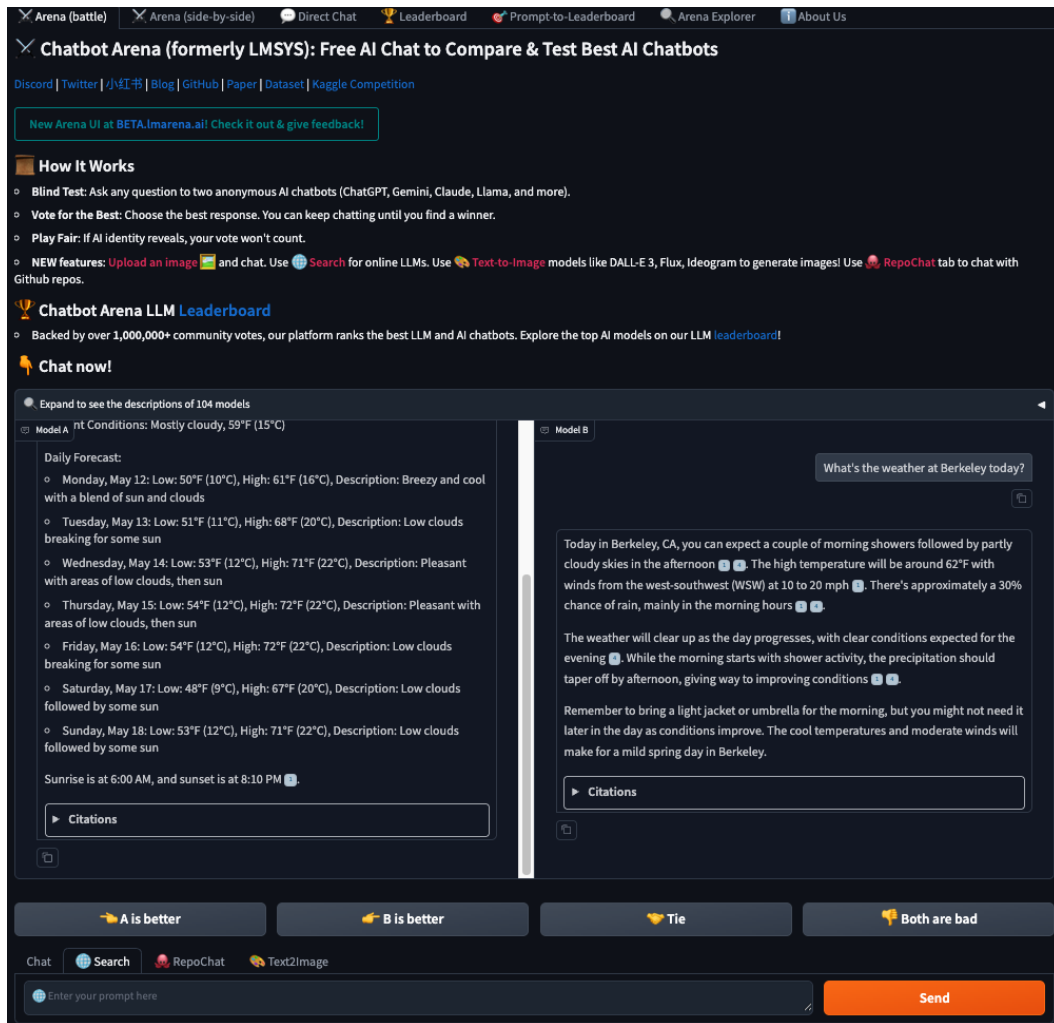 Arena (battle)
Arena (side-by-side)
Direct Chat
Leaderboard
Prompt-to-Leaderboard
Arena Explorer
About Us
Chatbot Arena (formerly LMSYS): Free AI Chat to Compare & Test Best AI Chatbots
Discord | Twitter | 小红书 | Blog | GitHub | Paper | Dataset | Kaggle Competition
New Arena UI at BETA.lmarena.ai! Check it out & give feedback!
How It Works
Blind Test: Ask any question to two anonymous AI chatbots (ChatGPT, Gemini, Claude, Llama, and more).
Vote for the Best: Choose the best response. You can keep chatting until you find a winner.
Play Fair: If AI identity reveals, your vote won't count.
NEW features: Upload an image and chat. Use Search for online LLMs. Use Text-to-Image models like DALL-E 3, Flux, Ideogram to generate images! Use RepoChat tab to chat with
Github repos.
Chatbot Arena LLM Leaderboard
Backed by over 1,000,000+ community votes, our platform ranks the best LLM and AI chatbots. Explore the top AI models on our LLM leaderboard!
Chat now!
Expand to see the descriptions of 104 models
Model A
nt Conditions: Mostly cloudy, 59°F (15°C)
Daily Forecast:
Monday, May 12: Low: 50°F (10°C), High: 61°F (16°C), Description: Breezy and cool
with a blend of sun and clouds
Tuesday, May 13: Low: 51°F (11°C), High: 68°F (20°C), Description: Low clouds
breaking for some sun
Wednesday, May 14: Low: 53°F (12°C), High: 71°F (22°C), Description: Pleasant
with areas of low clouds, then sun
Thursday, May 15: Low: 54°F (12°C), High: 72°F (22°C), Description: Pleasant with
areas of low clouds, then sun
Friday, May 16: Low: 54°F (12°C), High: 72°F (22°C), Description: Low clouds
breaking for some sun
Saturday, May 17: Low: 48°F (9°C), High: 67°F (20°C), Description: Low clouds
followed by some sun
Sunday, May 18: Low: 53°F (12°C), High: 71°F (22°C), Description: Low clouds
followed by some sun
Sunrise is at 6:00 AM, and sunset is at 8:10 PM 1.
Citations
Model B
What's the weather at Berkeley today?
Today in Berkeley, CA, you can expect a couple of morning showers followed by partly
cloudy skies in the afternoon. The high temperature will be around 62°F with
winds from the west-southwest (WSW) at 10 to 20 mph. There's approximately a 30%
chance of rain, mainly in the morning hours.
The weather will clear up as the day progresses, with clear conditions expected for the
evening. While the morning starts with shower activity, the precipitation should
taper off by afternoon, giving way to improving conditions.
Remember to bring a light jacket or umbrella for the morning, but you might not need it
later in the day as conditions improve. The cool temperatures and moderate winds will
make for a mild spring day in Berkeley.
Citations
A is better
B is better
Tie
Both are bad
Chat
Search
RepoChat
Text2Image
Enter your prompt here
Send